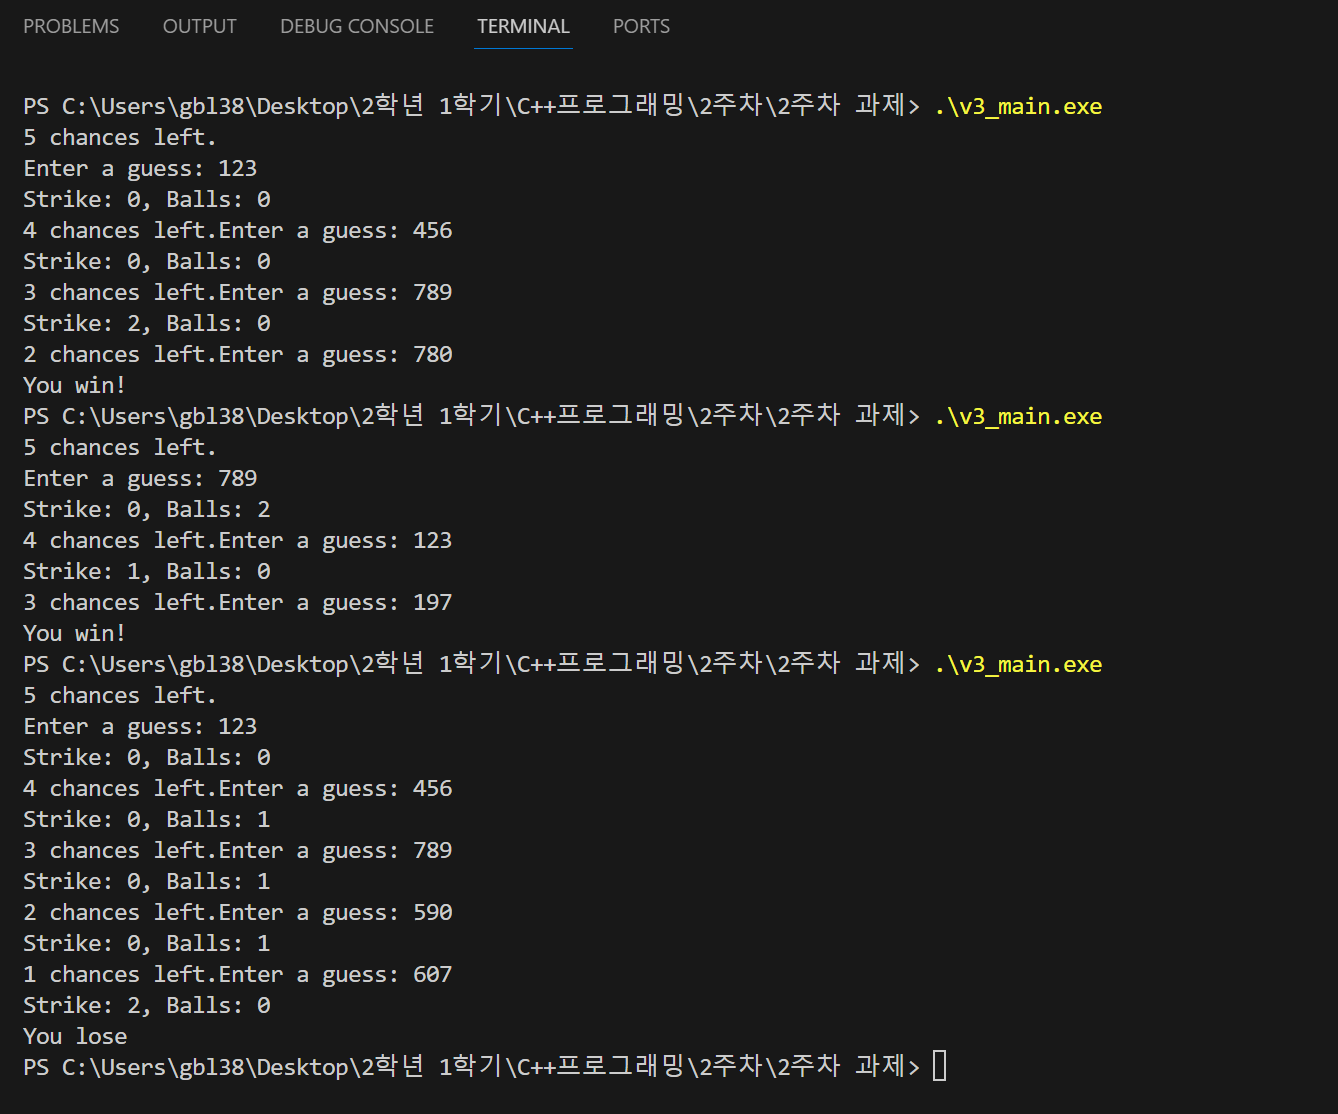 PROBLEMS OUTPUT DEBUG CONSOLE TERMINAL PORTS
PS C:\Users\gbl38\Desktop\2학년 1학기\C++프로그래밍\2주차\2주차 과제> .\v3_main.exe
5 chances left.
Enter a guess: 123
Strike: 0, Balls: 0
4 chances left.Enter a guess: 456
Strike: 0, Balls: 0
3 chances left.Enter a guess: 789
Strike: 2, Balls: 0
2 chances left.Enter a guess: 780
You win!
PS C:\Users\gbl38\Desktop\2학년 1학기\C++프로그래밍\2주차\2주차 과제> .\v3_main.exe
5 chances left.
Enter a guess: 789
Strike: 0, Balls: 2
4 chances left.Enter a guess: 123
Strike: 1, Balls: 0
3 chances left.Enter a guess: 197
You win!
PS C:\Users\gbl38\Desktop\2학년 1학기\C++프로그래밍\2주차\2주차 과제> .\v3_main.exe
5 chances left.
Enter a guess: 123
Strike: 0, Balls: 0
4 chances left.Enter a guess: 456
Strike: 0, Balls: 1
3 chances left.Enter a guess: 789
Strike: 0, Balls: 1
2 chances left.Enter a guess: 590
Strike: 0, Balls: 1
1 chances left.Enter a guess: 607
Strike: 2, Balls: 0
You lose
PS C:\Users\gbl38\Desktop\2학년 1학기\C++프로그래밍\2주차\2주차 과제>